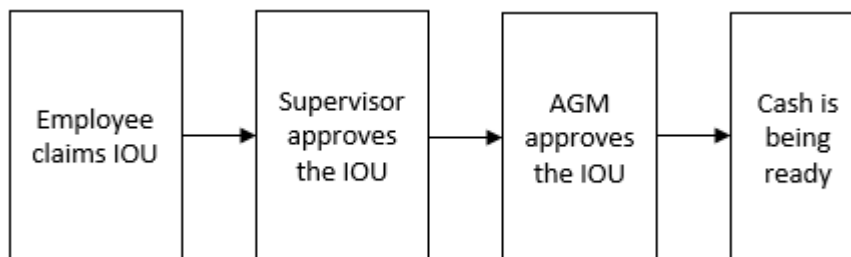 Employee
claims IOU
Supervisor
approves
the IOU
AGM
approves
the IOU
Cash is
being
ready